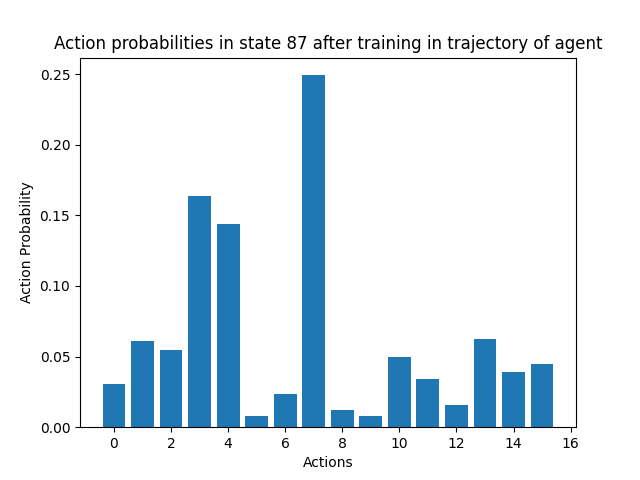 Action probabilities in state 87 after training in trajectory of agent
0.25
0.20
0.15
0.10
0.05
0.00
Action Probability
0 2 4 6 8 10 12 14 16
Actions